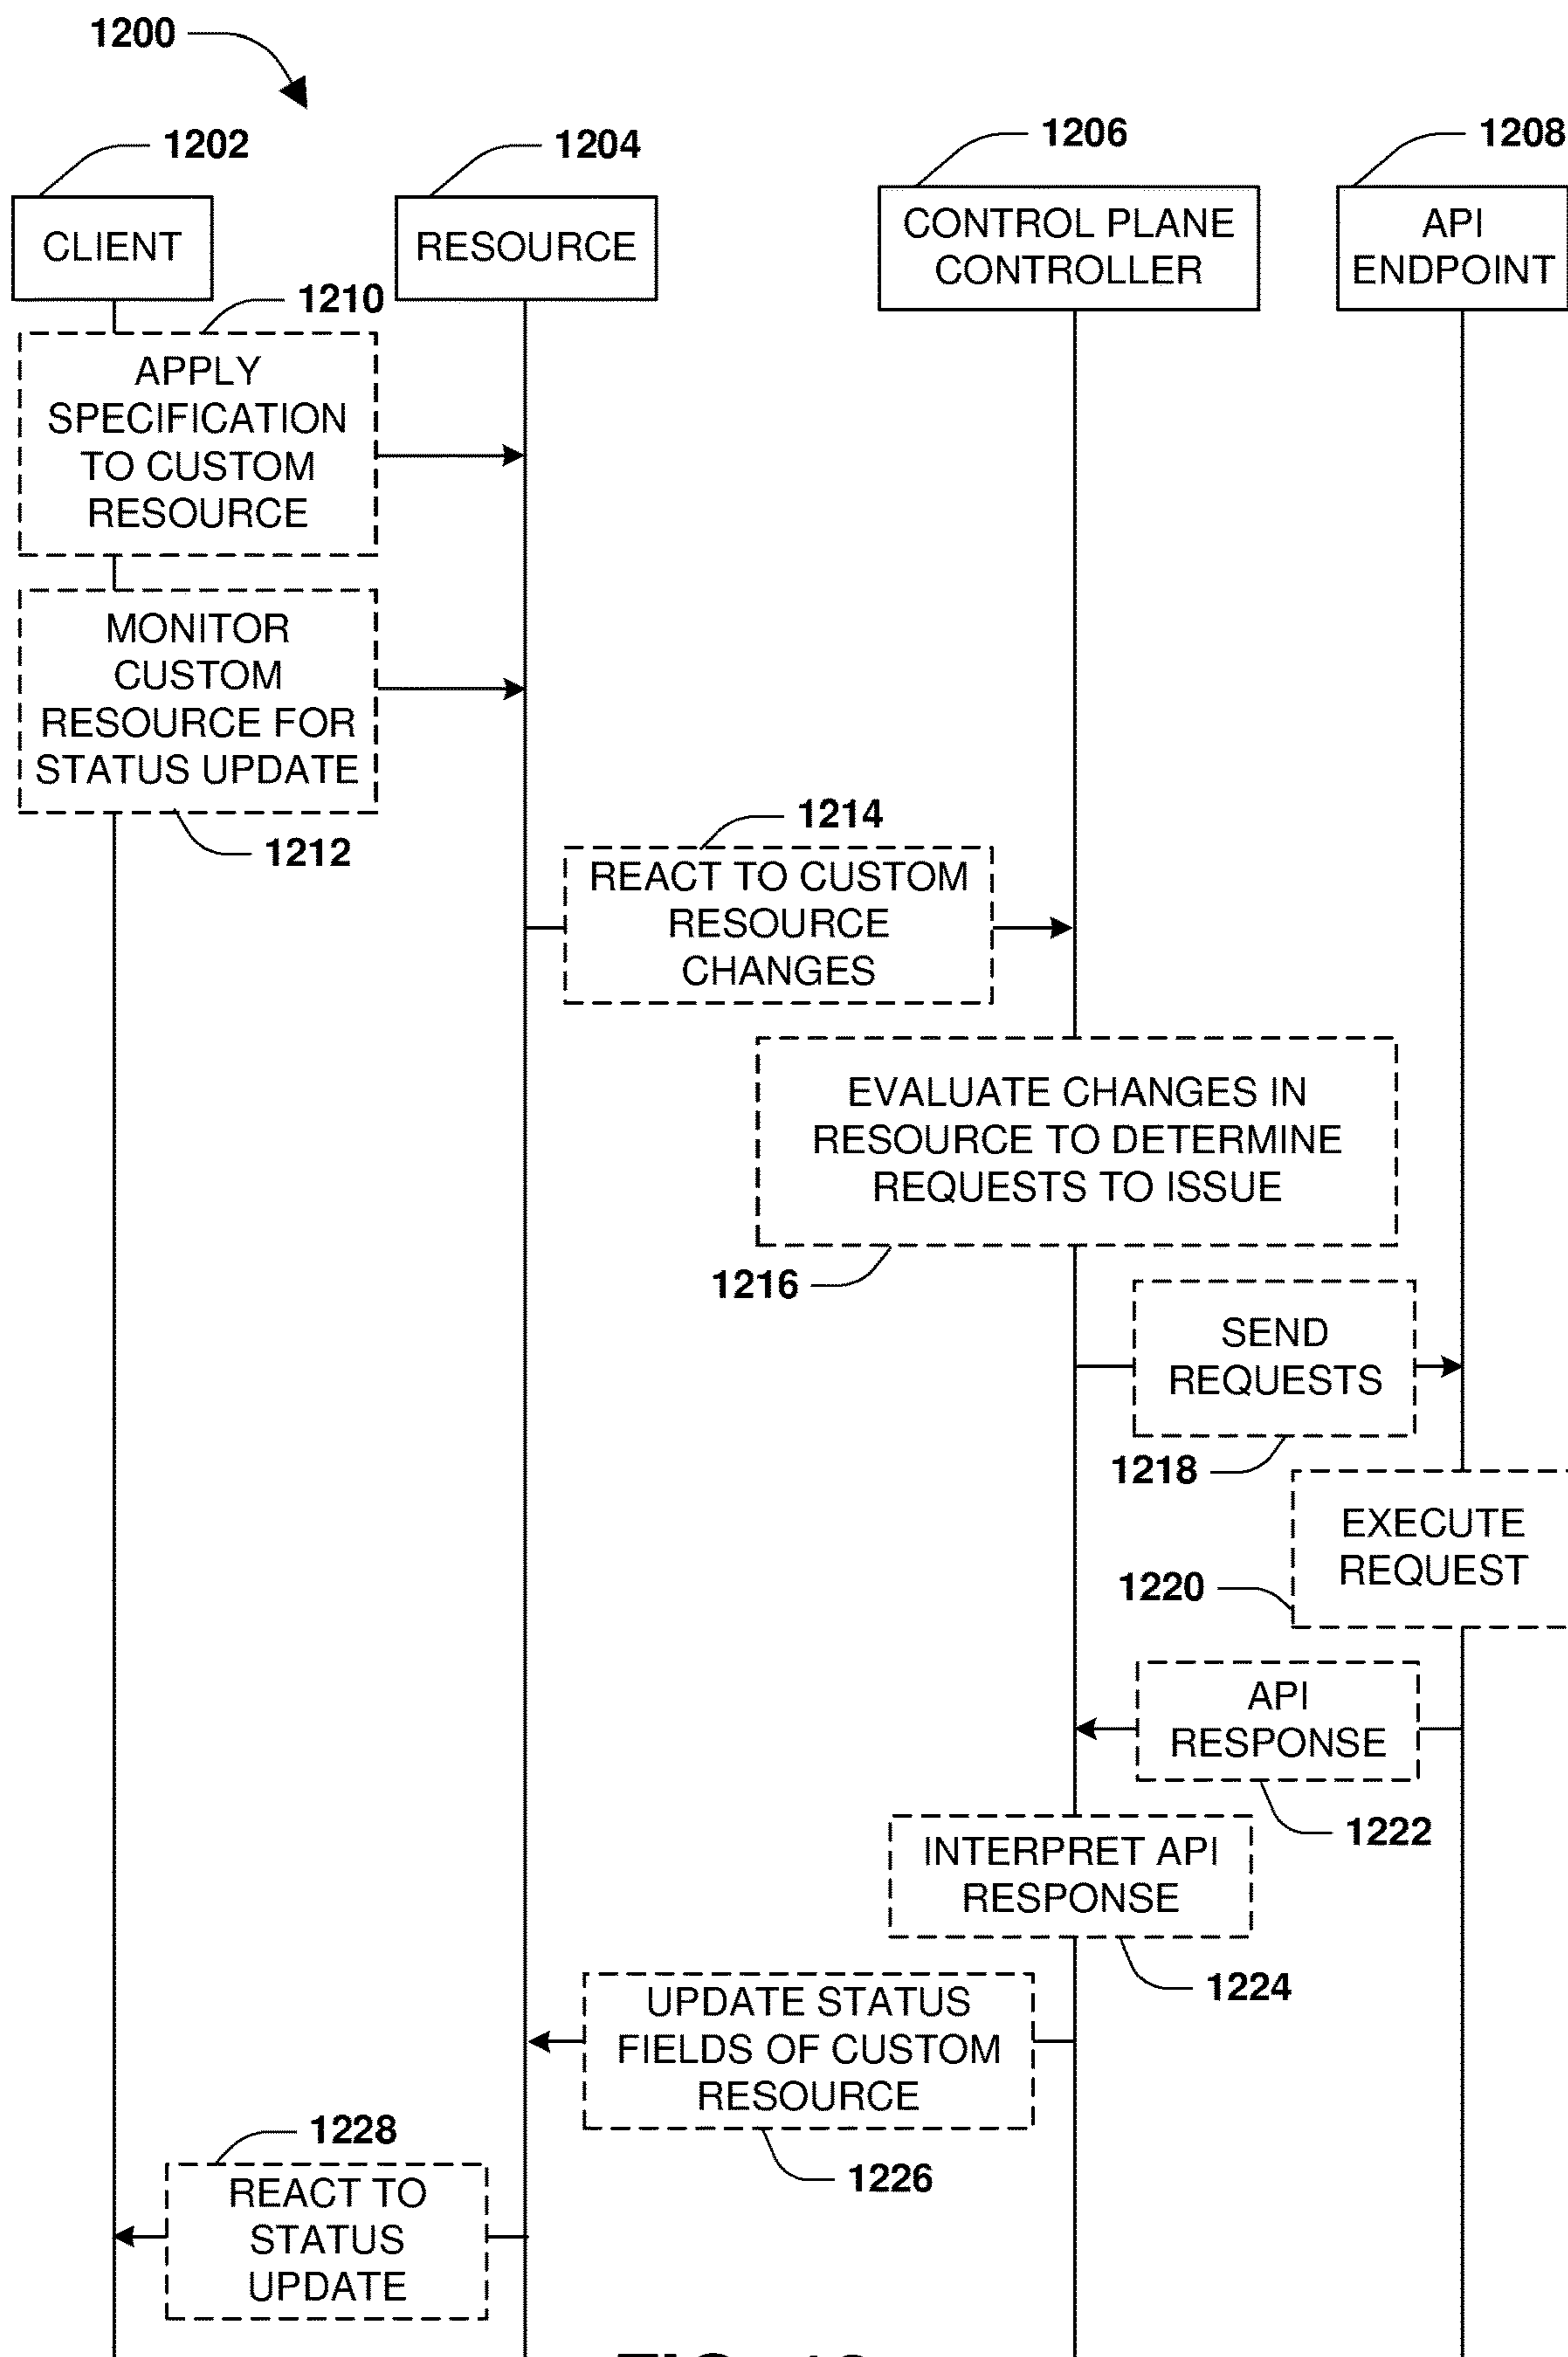 1200
1202
1204
1206
1208
CLIENT
RESOURCE
CONTROL PLANE
CONTROLLER
API
ENDPOINT
1210
APPLY
SPECIFICATION
TO CUSTOM
RESOURCE
MONITOR
CUSTOM
RESOURCE FOR
STATUS UPDATE
1212
1214
REACT TO CUSTOM
RESOURCE
CHANGES
EVALUATE CHANGES IN
RESOURCE TO DETERMINE
REQUESTS TO ISSUE
1216
SEND
REQUESTS
1218
EXECUTE
REQUEST
1220
API
RESPONSE
1222
INTERPRET API
RESPONSE
1224
UPDATE STATUS
FIELDS OF CUSTOM
RESOURCE
1226
1228
REACT TO
STATUS
UPDATE